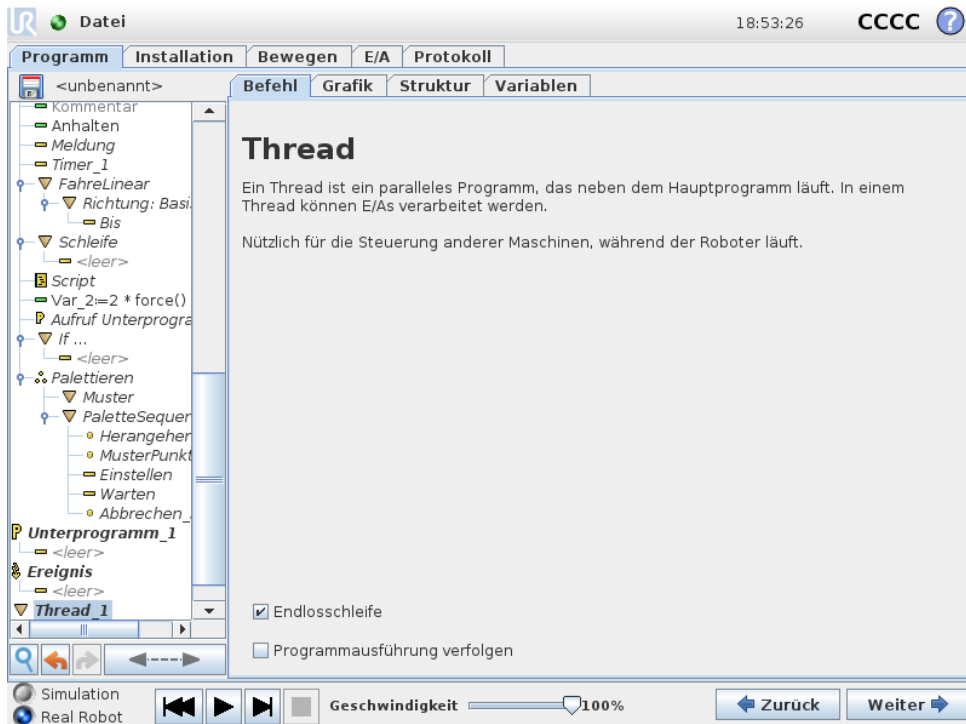 Datei
18:53:26
CCCC
?
Programm Installation Bewegen E/A Protokoll
<unbenannt>
Befehl Grafik Struktur Variablen
Kommentar
Anhalten
Meldung
Timer_1
FahreLinear
Richtung: Basi
Bis
Schleife
<leer>
Script
Var_2:=2 * force()
Aufruf Unterprogra
If ...
<leer>
Palettieren
Muster
PaletteSequer
Herangeher
MusterPunkt
Einstellen
Warten
Abbrechen_
Unterprogramm_1
<leer>
Ereignis
<leer>
Thread_1
Thread
Ein Thread ist ein paralleles Programm, das neben dem Hauptprogramm läuft. In einem
Thread können E/As verarbeitet werden.
Nützlich für die Steuerung anderer Maschinen, während der Roboter läuft.
Endlosschleife
Programmausführung verfolgen
Simulation
Real Robot
Geschwindigkeit 100%
Zurück
Weiter